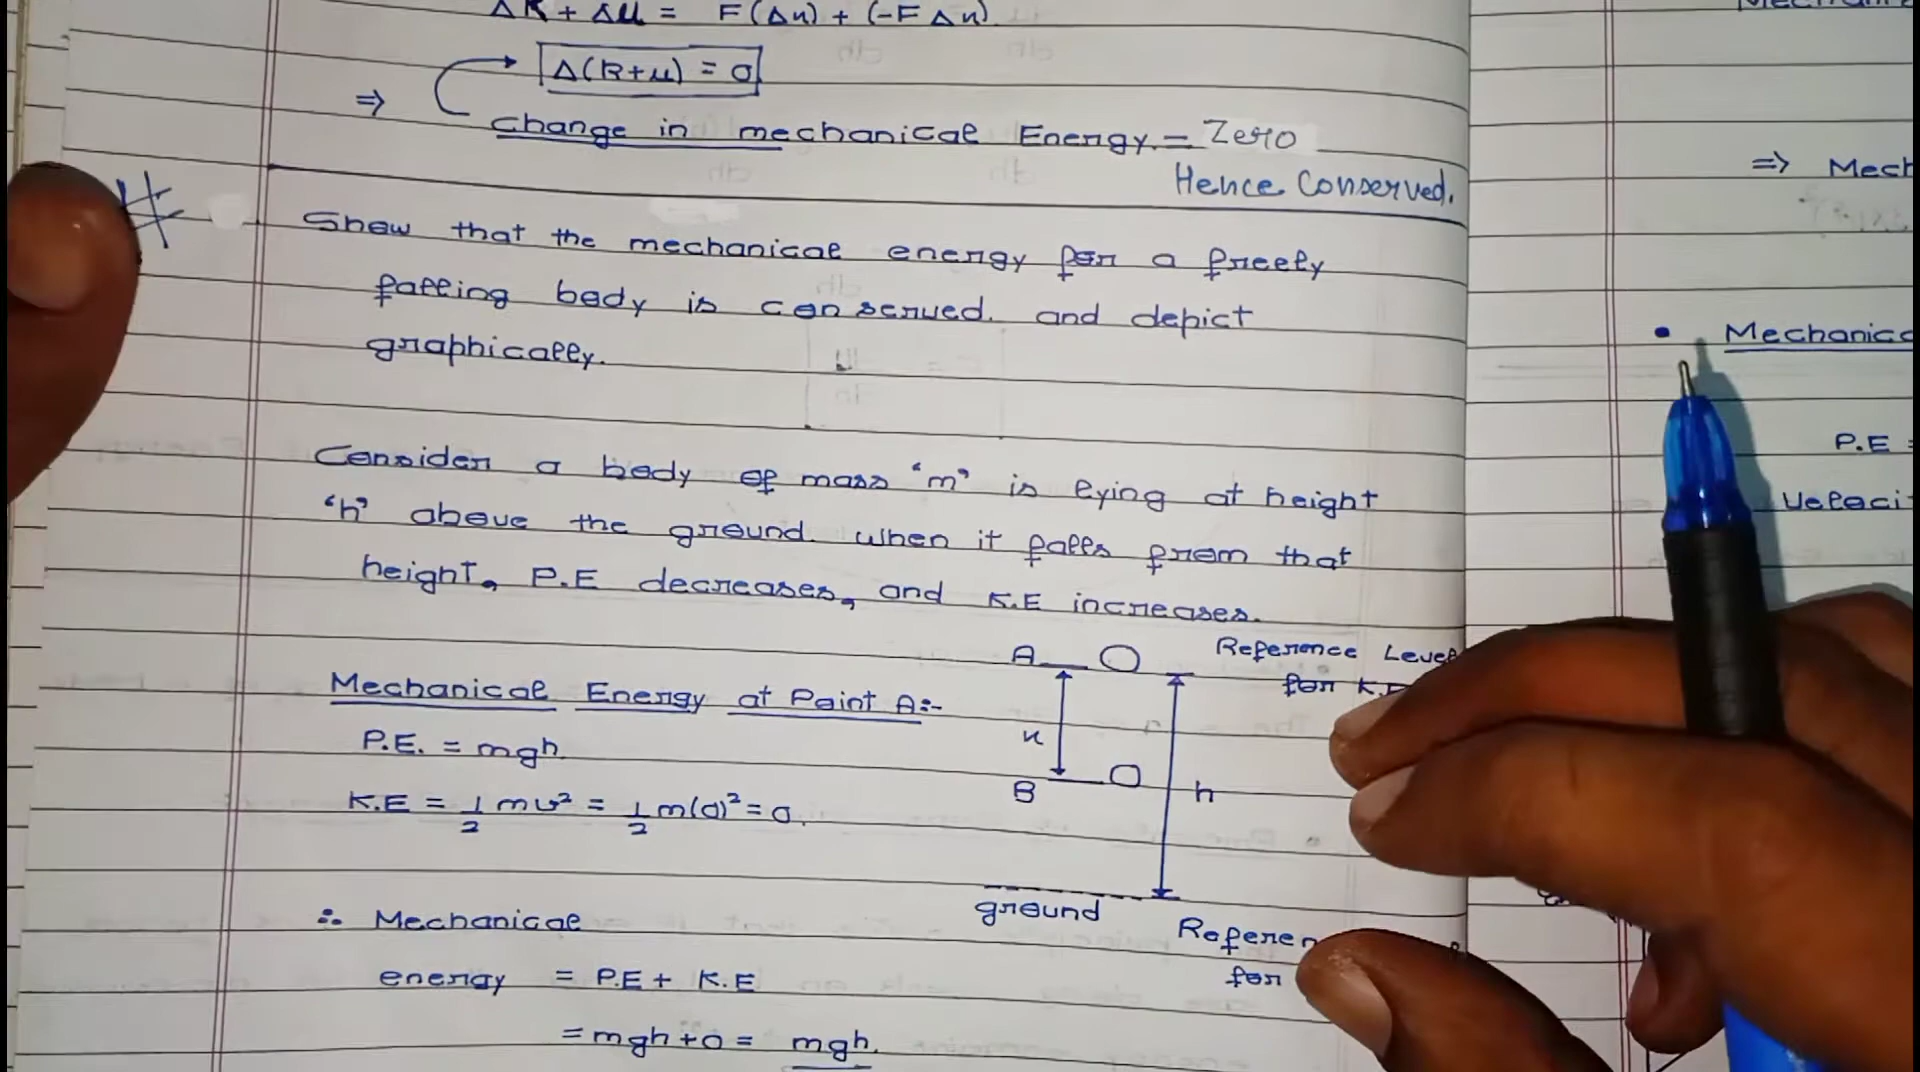 ΔK + ΔU = F(Δx) + (-FΔx)
Δ(K+U) = 0
⇒ change in mechanical Energy = Zero
Hence Conserved.
# Show that the mechanical energy for a freely
falling body is conserved. and depict
graphically.
Consider a body of mass 'm' is lying at height
'h' above the ground. when it falls from that
height, P.E decreases, and K.E increases.
A
Reference Level
for K.E
Mechanical Energy at Point A:-
P.E. = mgh
x
B
h
K.E = 1/2 mv² = 1/2 m(0)² = 0.
ground
for
∴ Mechanical
energy = P.E + K.E
= mgh + 0 = mgh.
⇒ Mech
• Mechanic
P.E =
Veloci